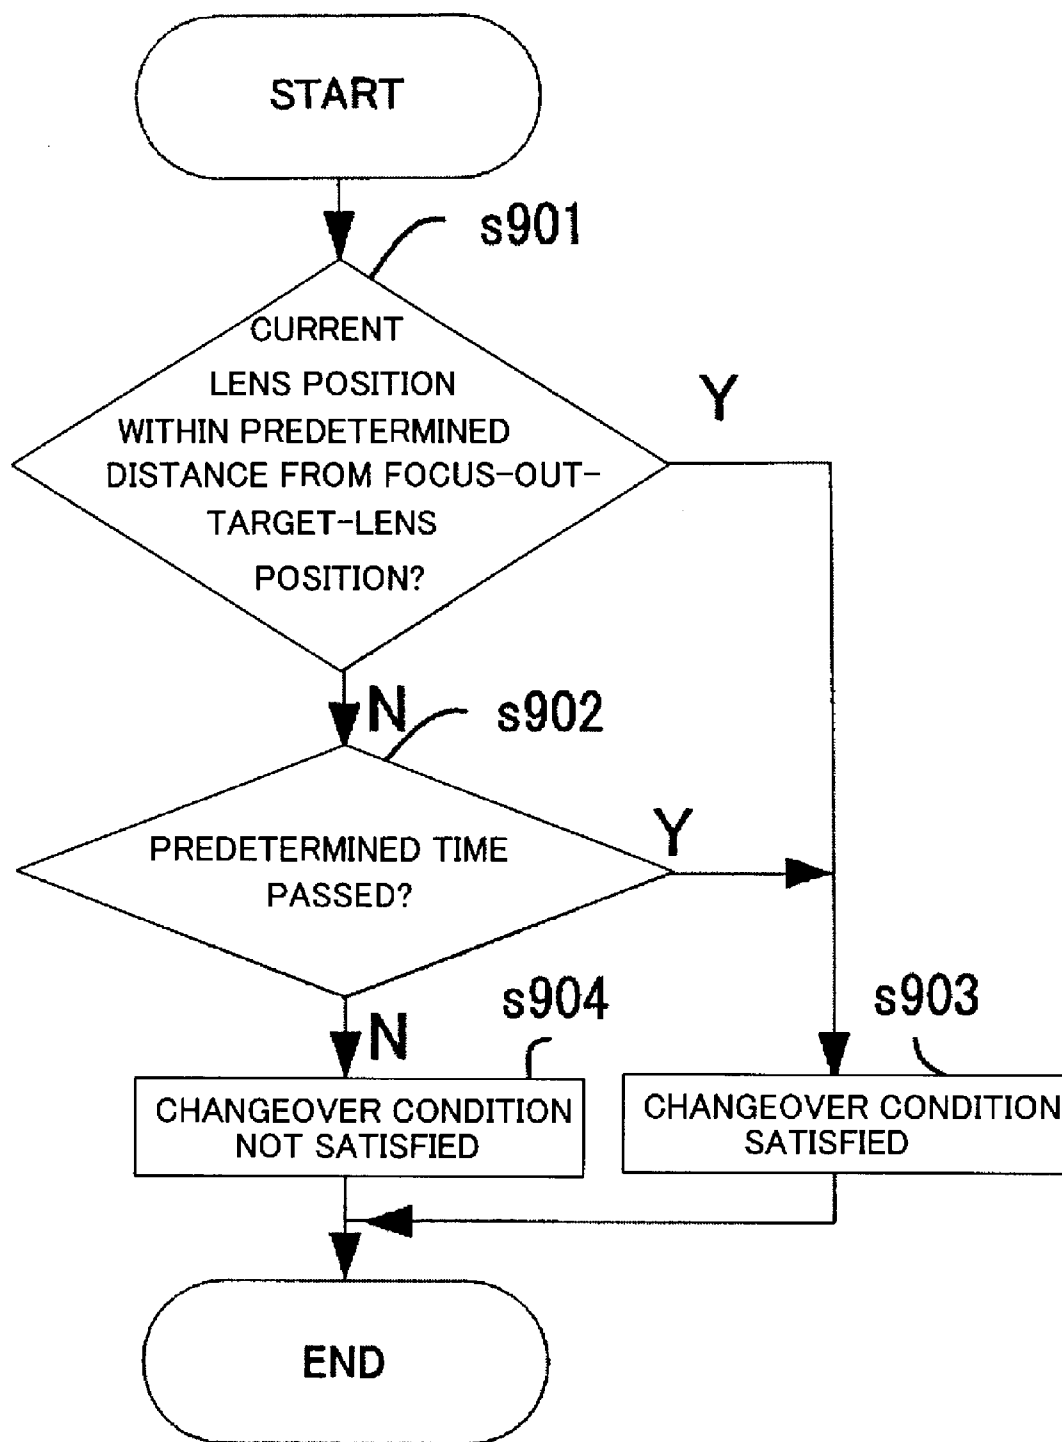 START
s901
CURRENT
LENS POSITION
WITHIN PREDETERMINED
DISTANCE FROM FOCUS-OUT-
TARGET-LENS
POSITION?
Y
N
s902
PREDETERMINED TIME
PASSED?
Y
N
s904
CHANGEOVER CONDITION
NOT SATISFIED
s903
CHANGEOVER CONDITION
SATISFIED
END